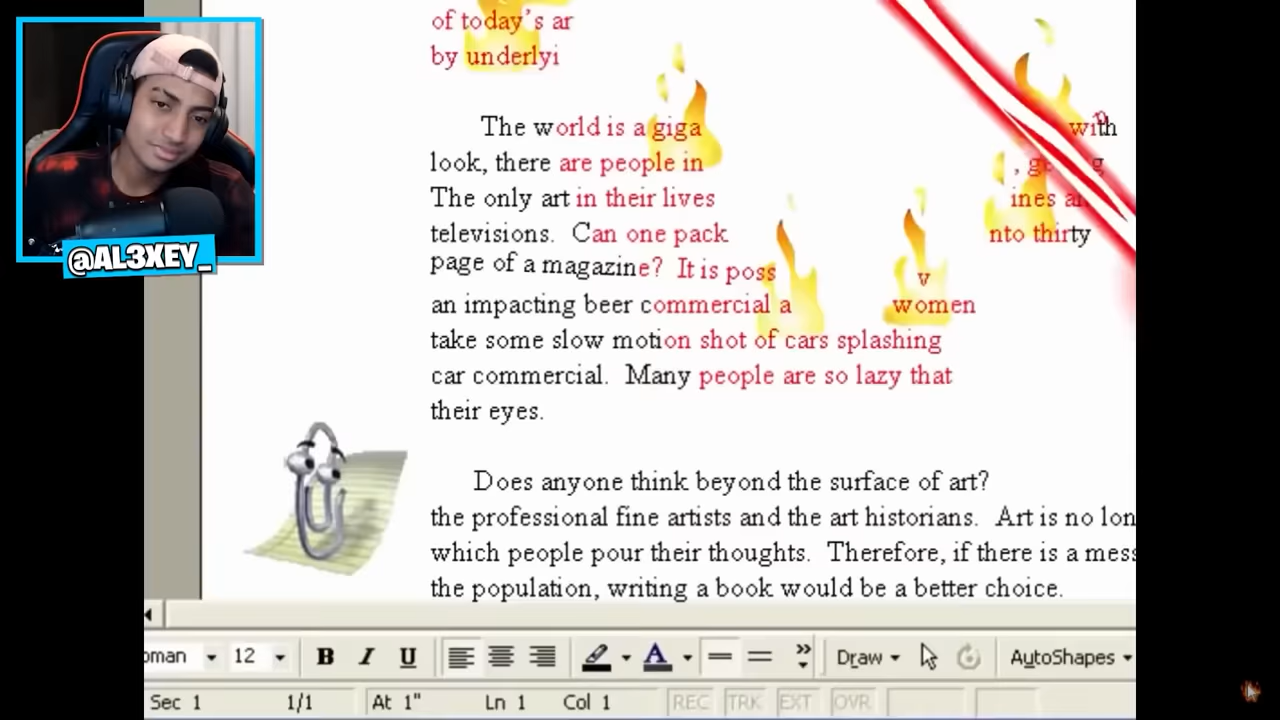 of today's ar
by underlyi
The world is a giga
with
look, there are people in
The only art in their lives
televisions. Can one pack
nto thirty
page of a magazine? It is poss
an impacting beer commercial a
women
take some slow motion shot of cars splashing
car commercial. Many people are so lazy that
their eyes.
Does anyone think beyond the surface of art?
the professional fine artists and the art historians. Art is no lon
which people pour their thoughts. Therefore, if there is a mess
the population, writing a book would be a better choice.
@AL3XEY_
oman 12 B I U A Draw AutoShapes
Sec 1 1/1 At 1" Ln 1 Col 1 REC TRK EXT OVR